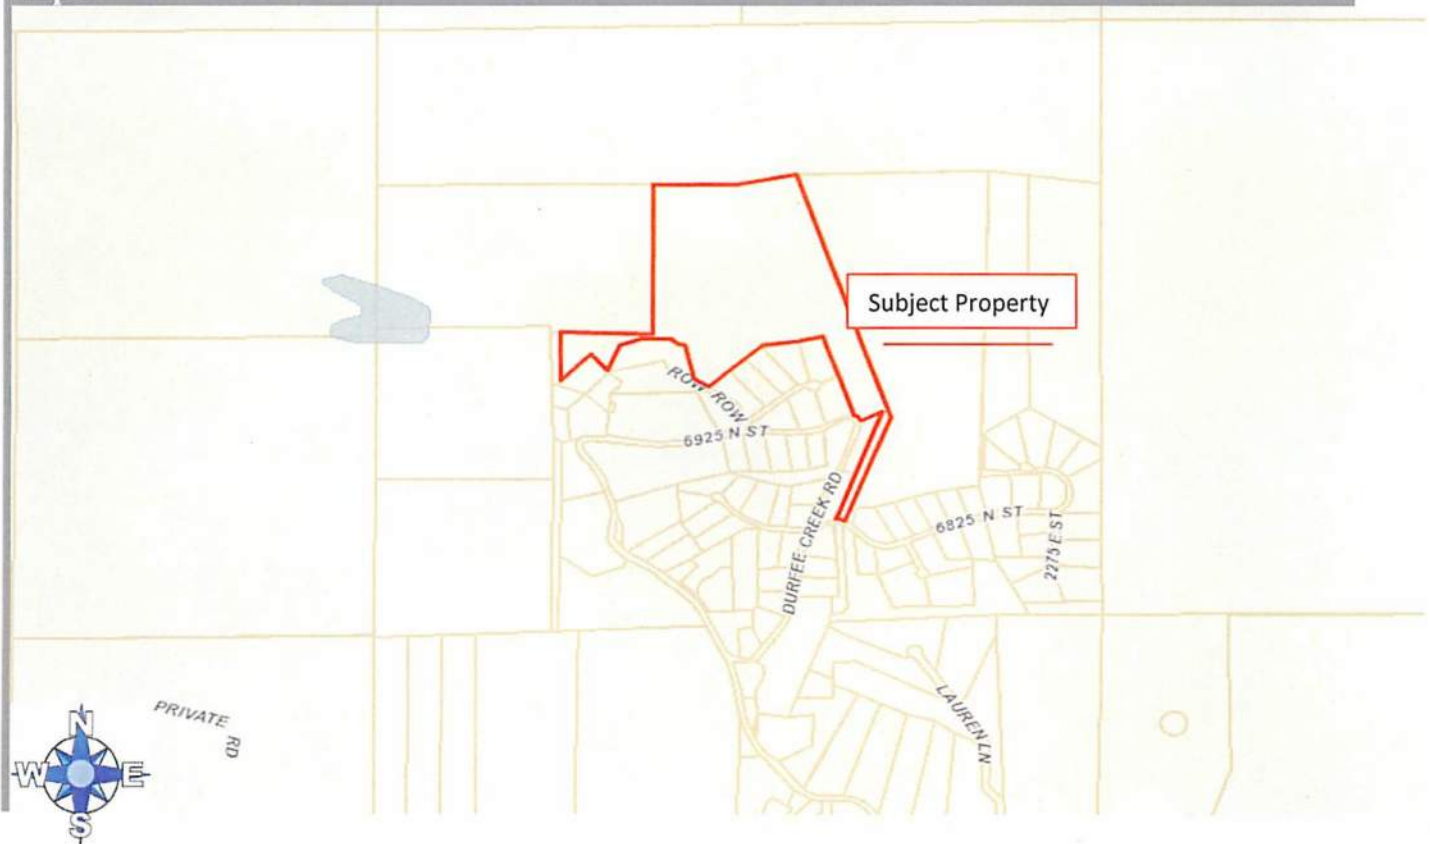 Subject Property
ROW ROW
6925 N ST
DURFEE CREEK RD
6825 N ST
2275 E ST
LAUREN LN
PRIVATE
RD
N
W E
S